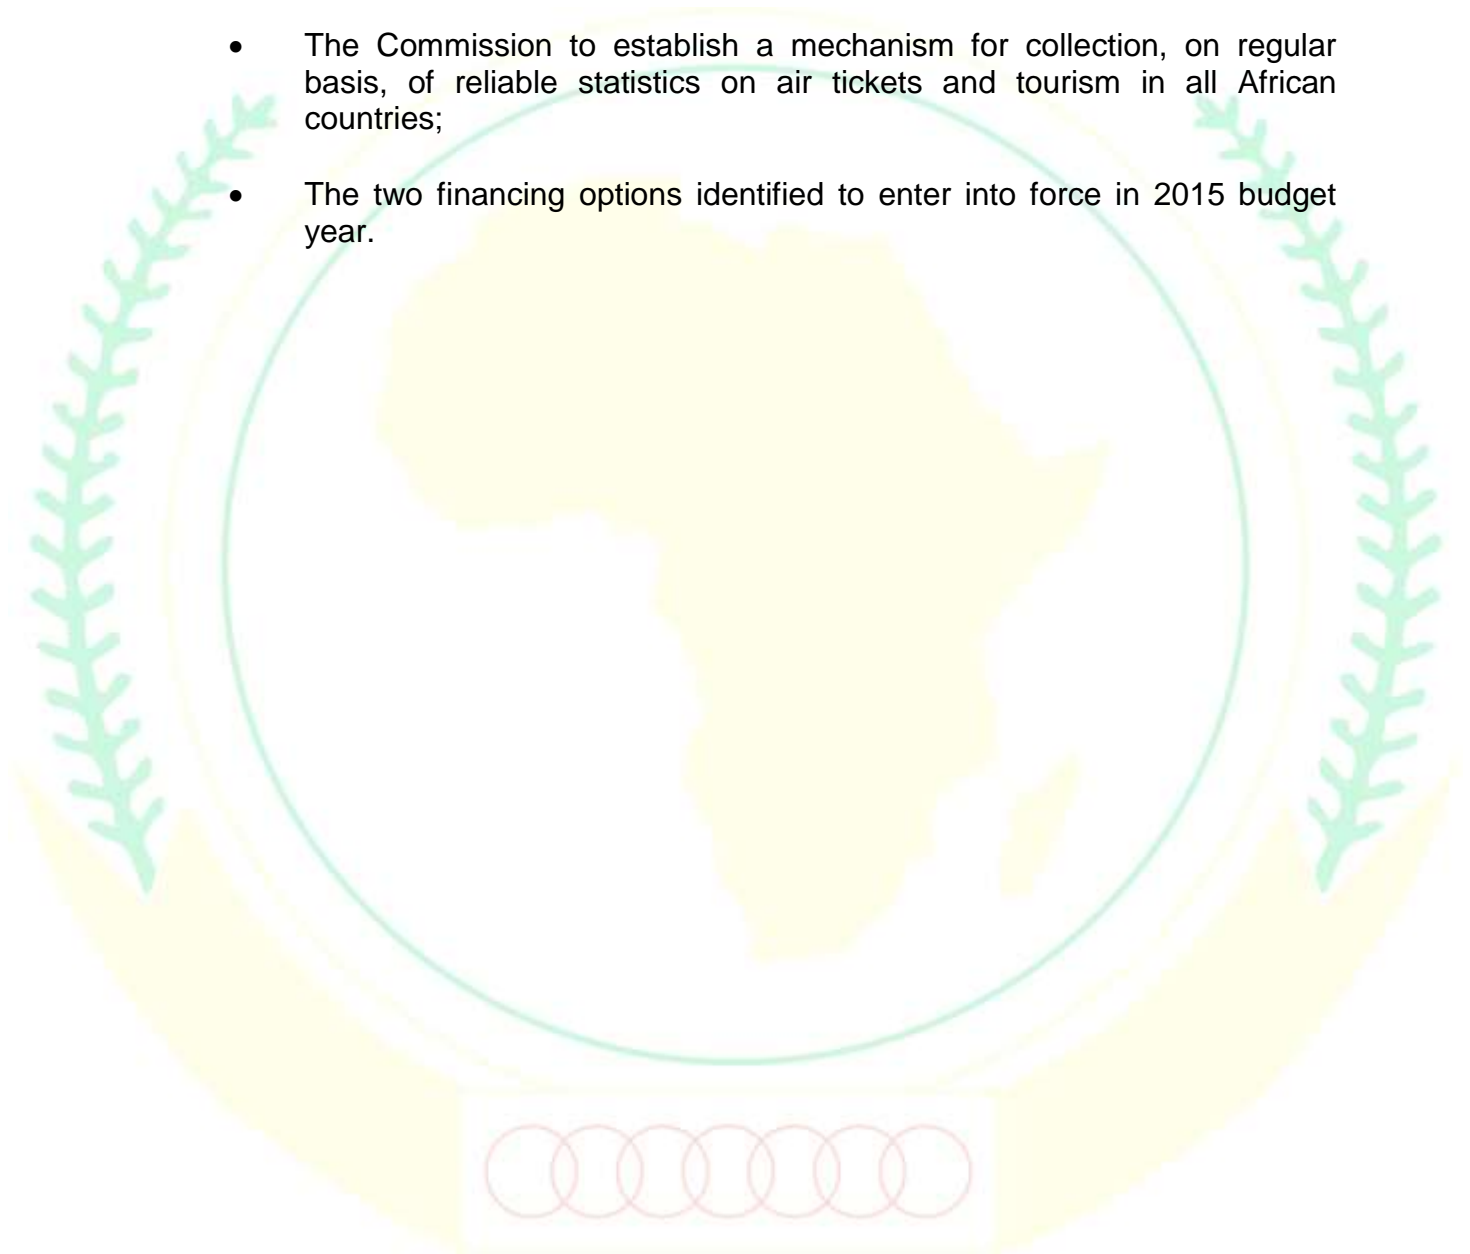 • The Commission to establish a mechanism for collection, on regular
basis, of reliable statistics on air tickets and tourism in all African
countries;
• The two financing options identified to enter into force in 2015 budget
year.